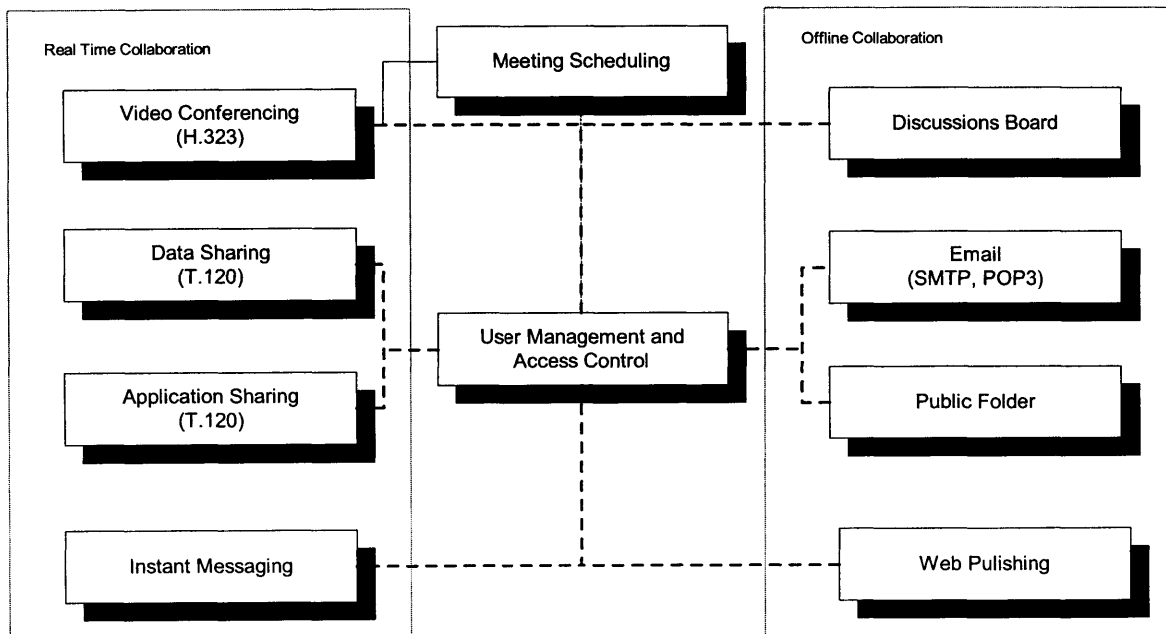 Real Time Collaboration
Video Conferencing
(H.323)
Data Sharing
(T.120)
Application Sharing
(T.120)
Instant Messaging
Meeting Scheduling
User Management and
Access Control
Offline Collaboration
Discussions Board
Email
(SMTP, POP3)
Public Folder
Web Pulishing